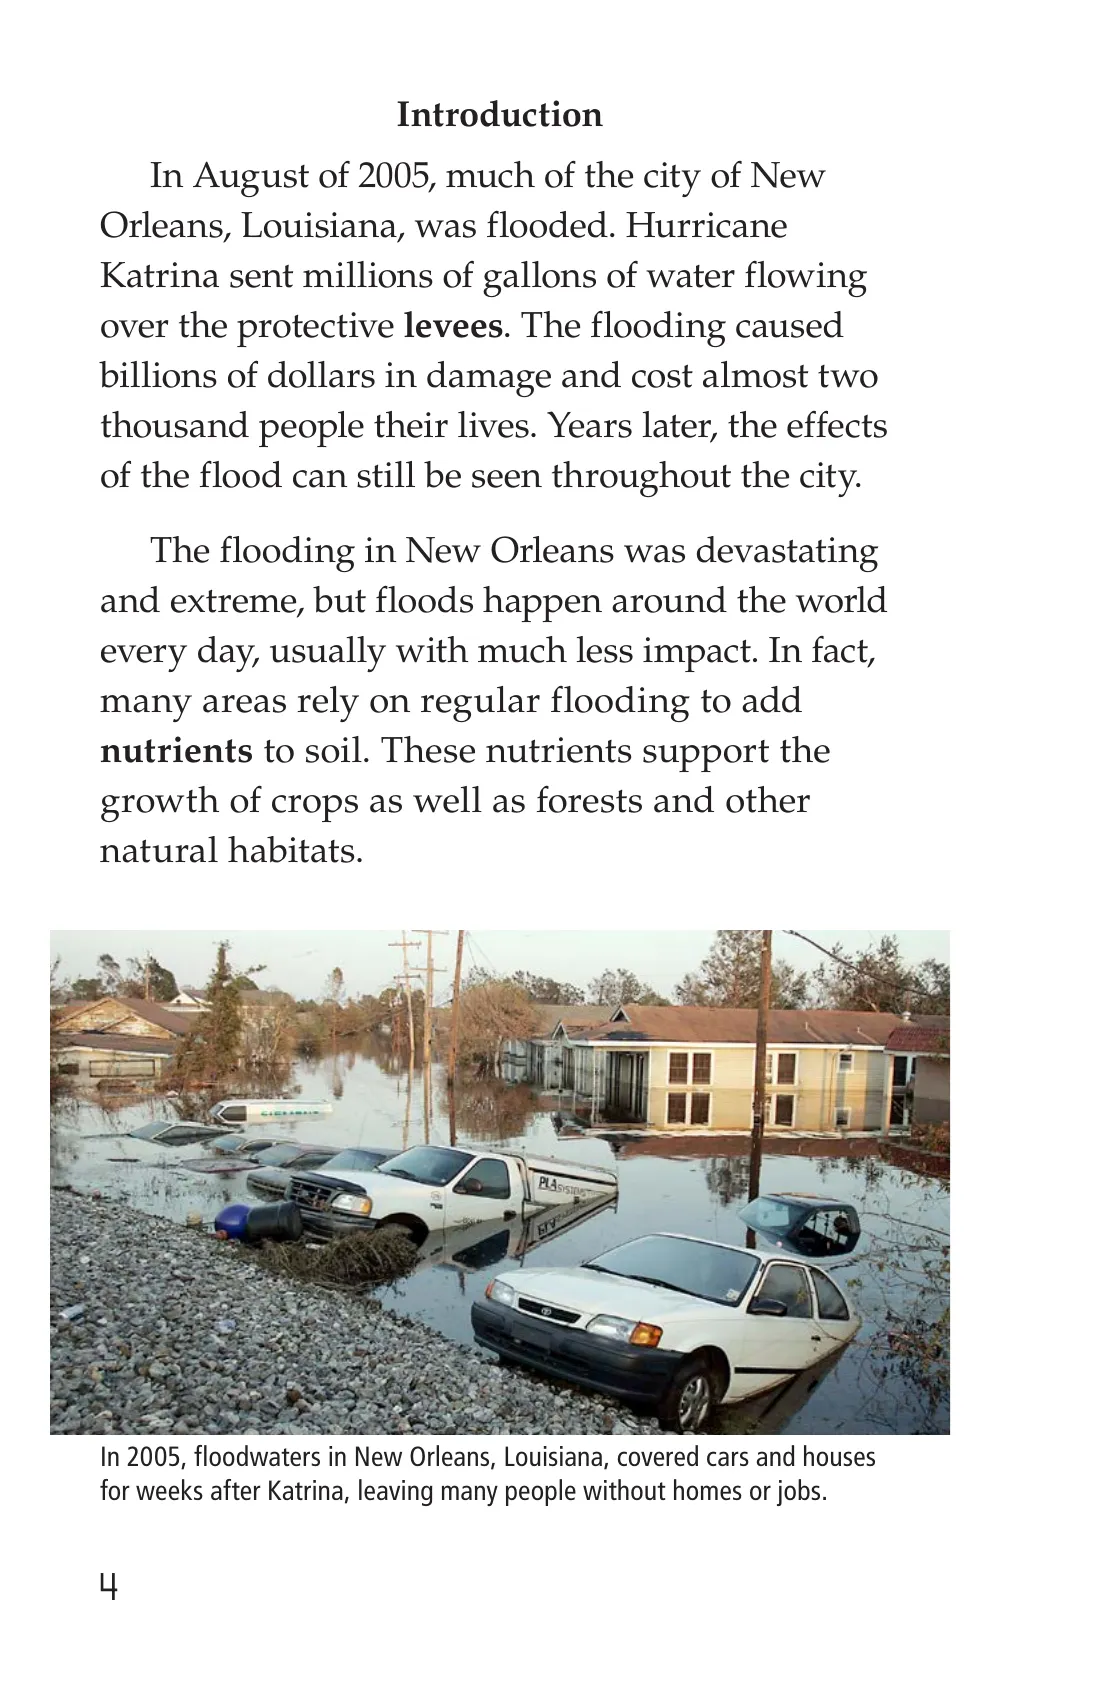 Introduction
In August of 2005, much of the city of New
Orleans, Louisiana, was flooded. Hurricane
Katrina sent millions of gallons of water flowing
over the protective levees. The flooding caused
billions of dollars in damage and cost almost two
thousand people their lives. Years later, the effects
of the flood can still be seen throughout the city.
The flooding in New Orleans was devastating
and extreme, but floods happen around the world
every day, usually with much less impact. In fact,
many areas rely on regular flooding to add
nutrients to soil. These nutrients support the
growth of crops as well as forests and other
natural habitats.
PLA SYSTEMS
In 2005, floodwaters in New Orleans, Louisiana, covered cars and houses
for weeks after Katrina, leaving many people without homes or jobs.
4